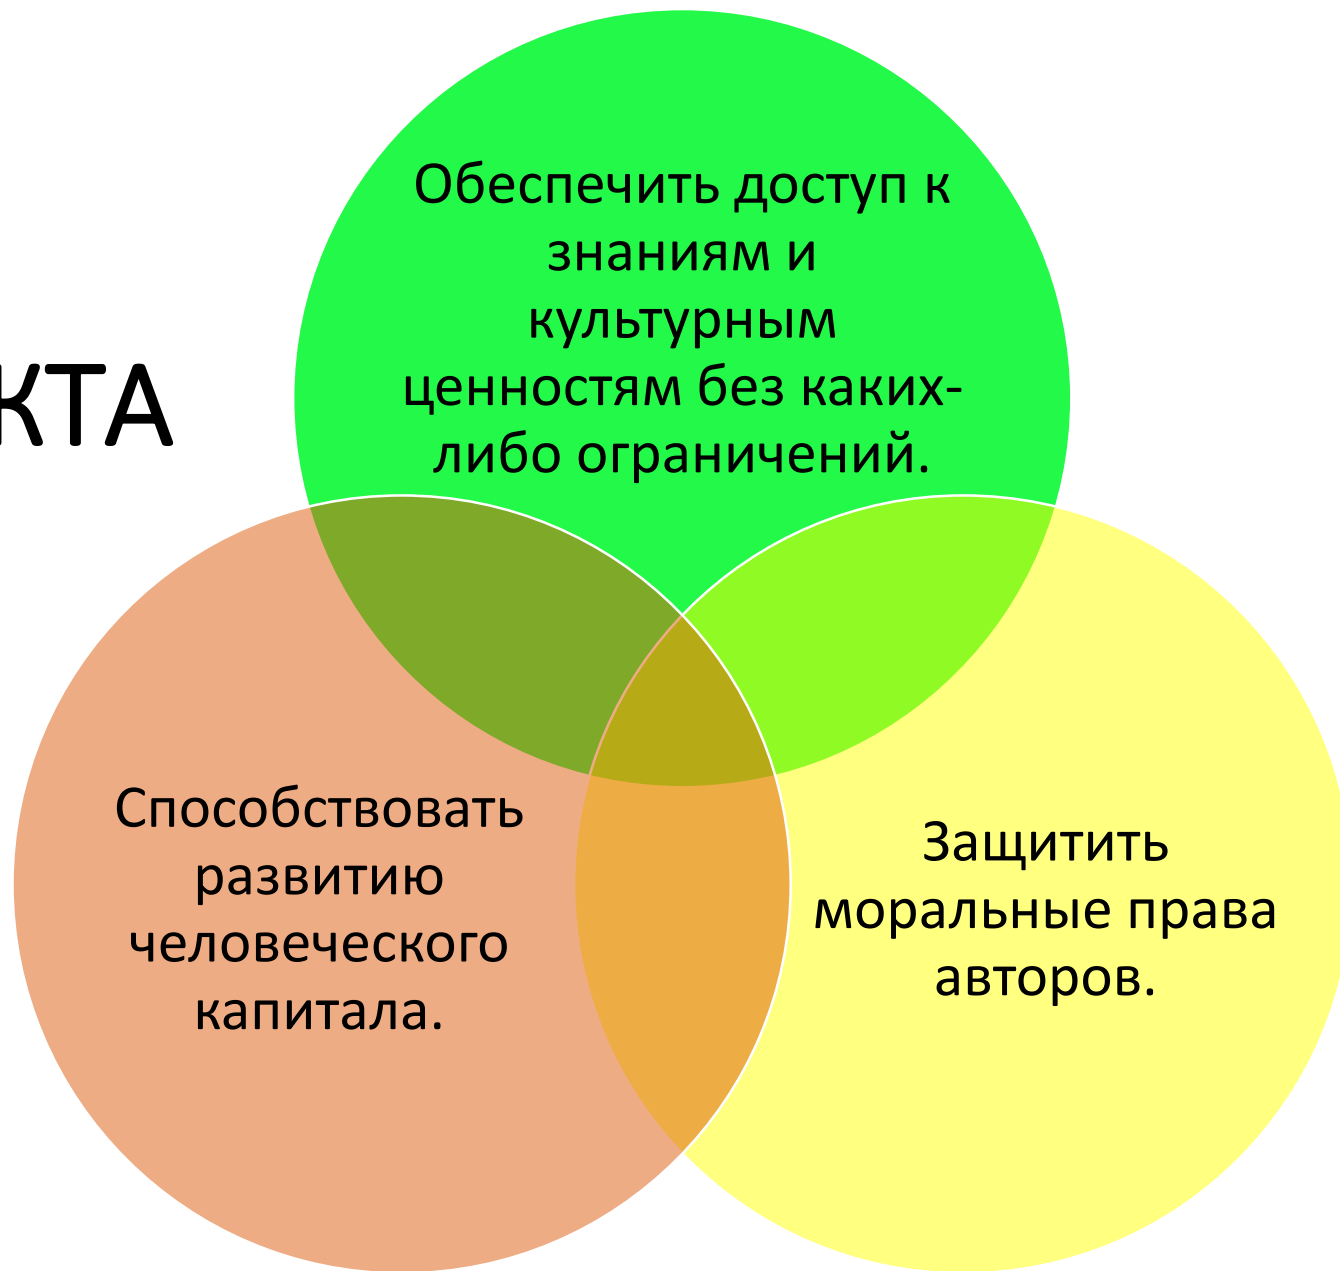 Обеспечить доступ к
знаниям и
культурным
ценностям без каких-
либо ограничений.
КТА
Способствовать
развитию
человеческого
капитала.
Защитить
моральные права
авторов.